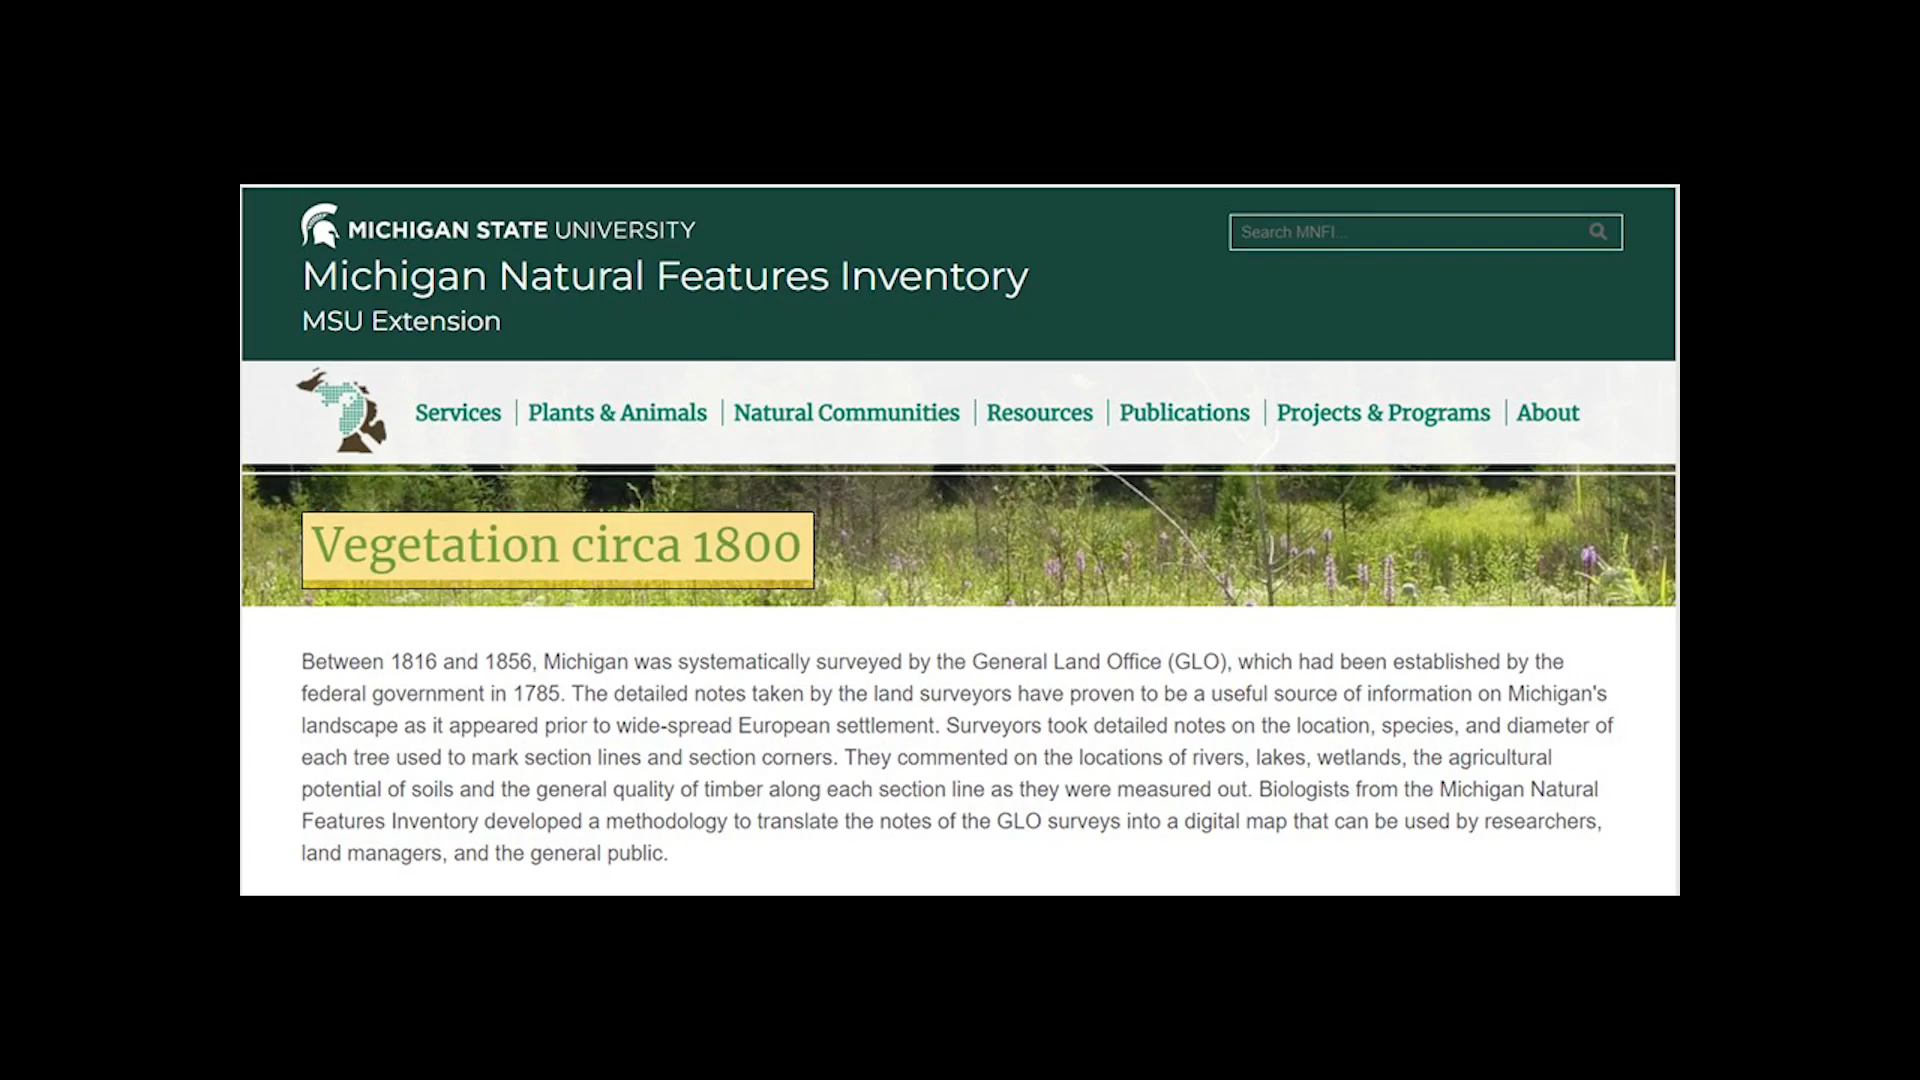 MICHIGAN STATE UNIVERSITY
Search MNFI...
Michigan Natural Features Inventory
MSU Extension
Services | Plants & Animals | Natural Communities | Resources | Publications | Projects & Programs | About
Vegetation circa 1800
Between 1816 and 1856, Michigan was systematically surveyed by the General Land Office (GLO), which had been established by the
federal government in 1785. The detailed notes taken by the land surveyors have proven to be a useful source of information on Michigan's
landscape as it appeared prior to wide-spread European settlement. Surveyors took detailed notes on the location, species, and diameter of
each tree used to mark section lines and section corners. They commented on the locations of rivers, lakes, wetlands, the agricultural
potential of soils and the general quality of timber along each section line as they were measured out. Biologists from the Michigan Natural
Features Inventory developed a methodology to translate the notes of the GLO surveys into a digital map that can be used by researchers,
land managers, and the general public.